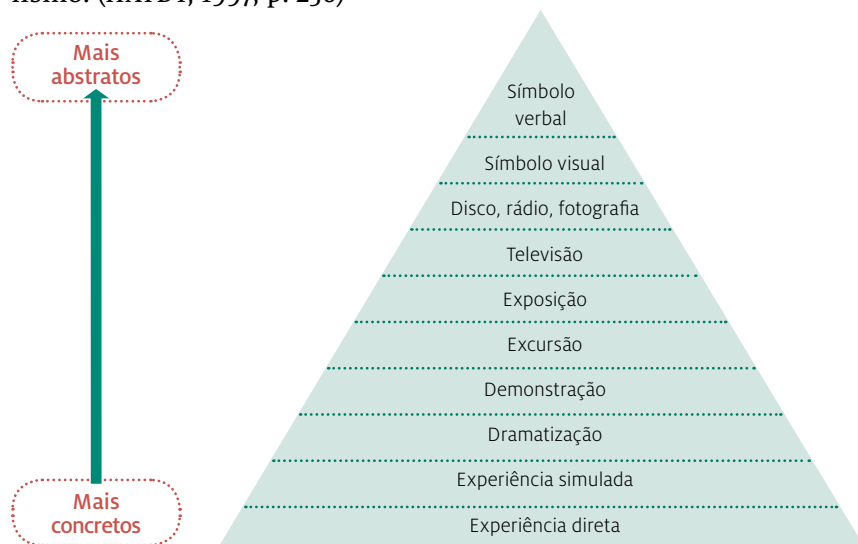 Mais
abstratos
Símbolo
verbal
Símbolo visual
Disco, rádio, fotografia
Televisão
Exposição
Excursão
Demonstração
Dramatização
Experiência simulada
Experiência direta
Mais
concretos